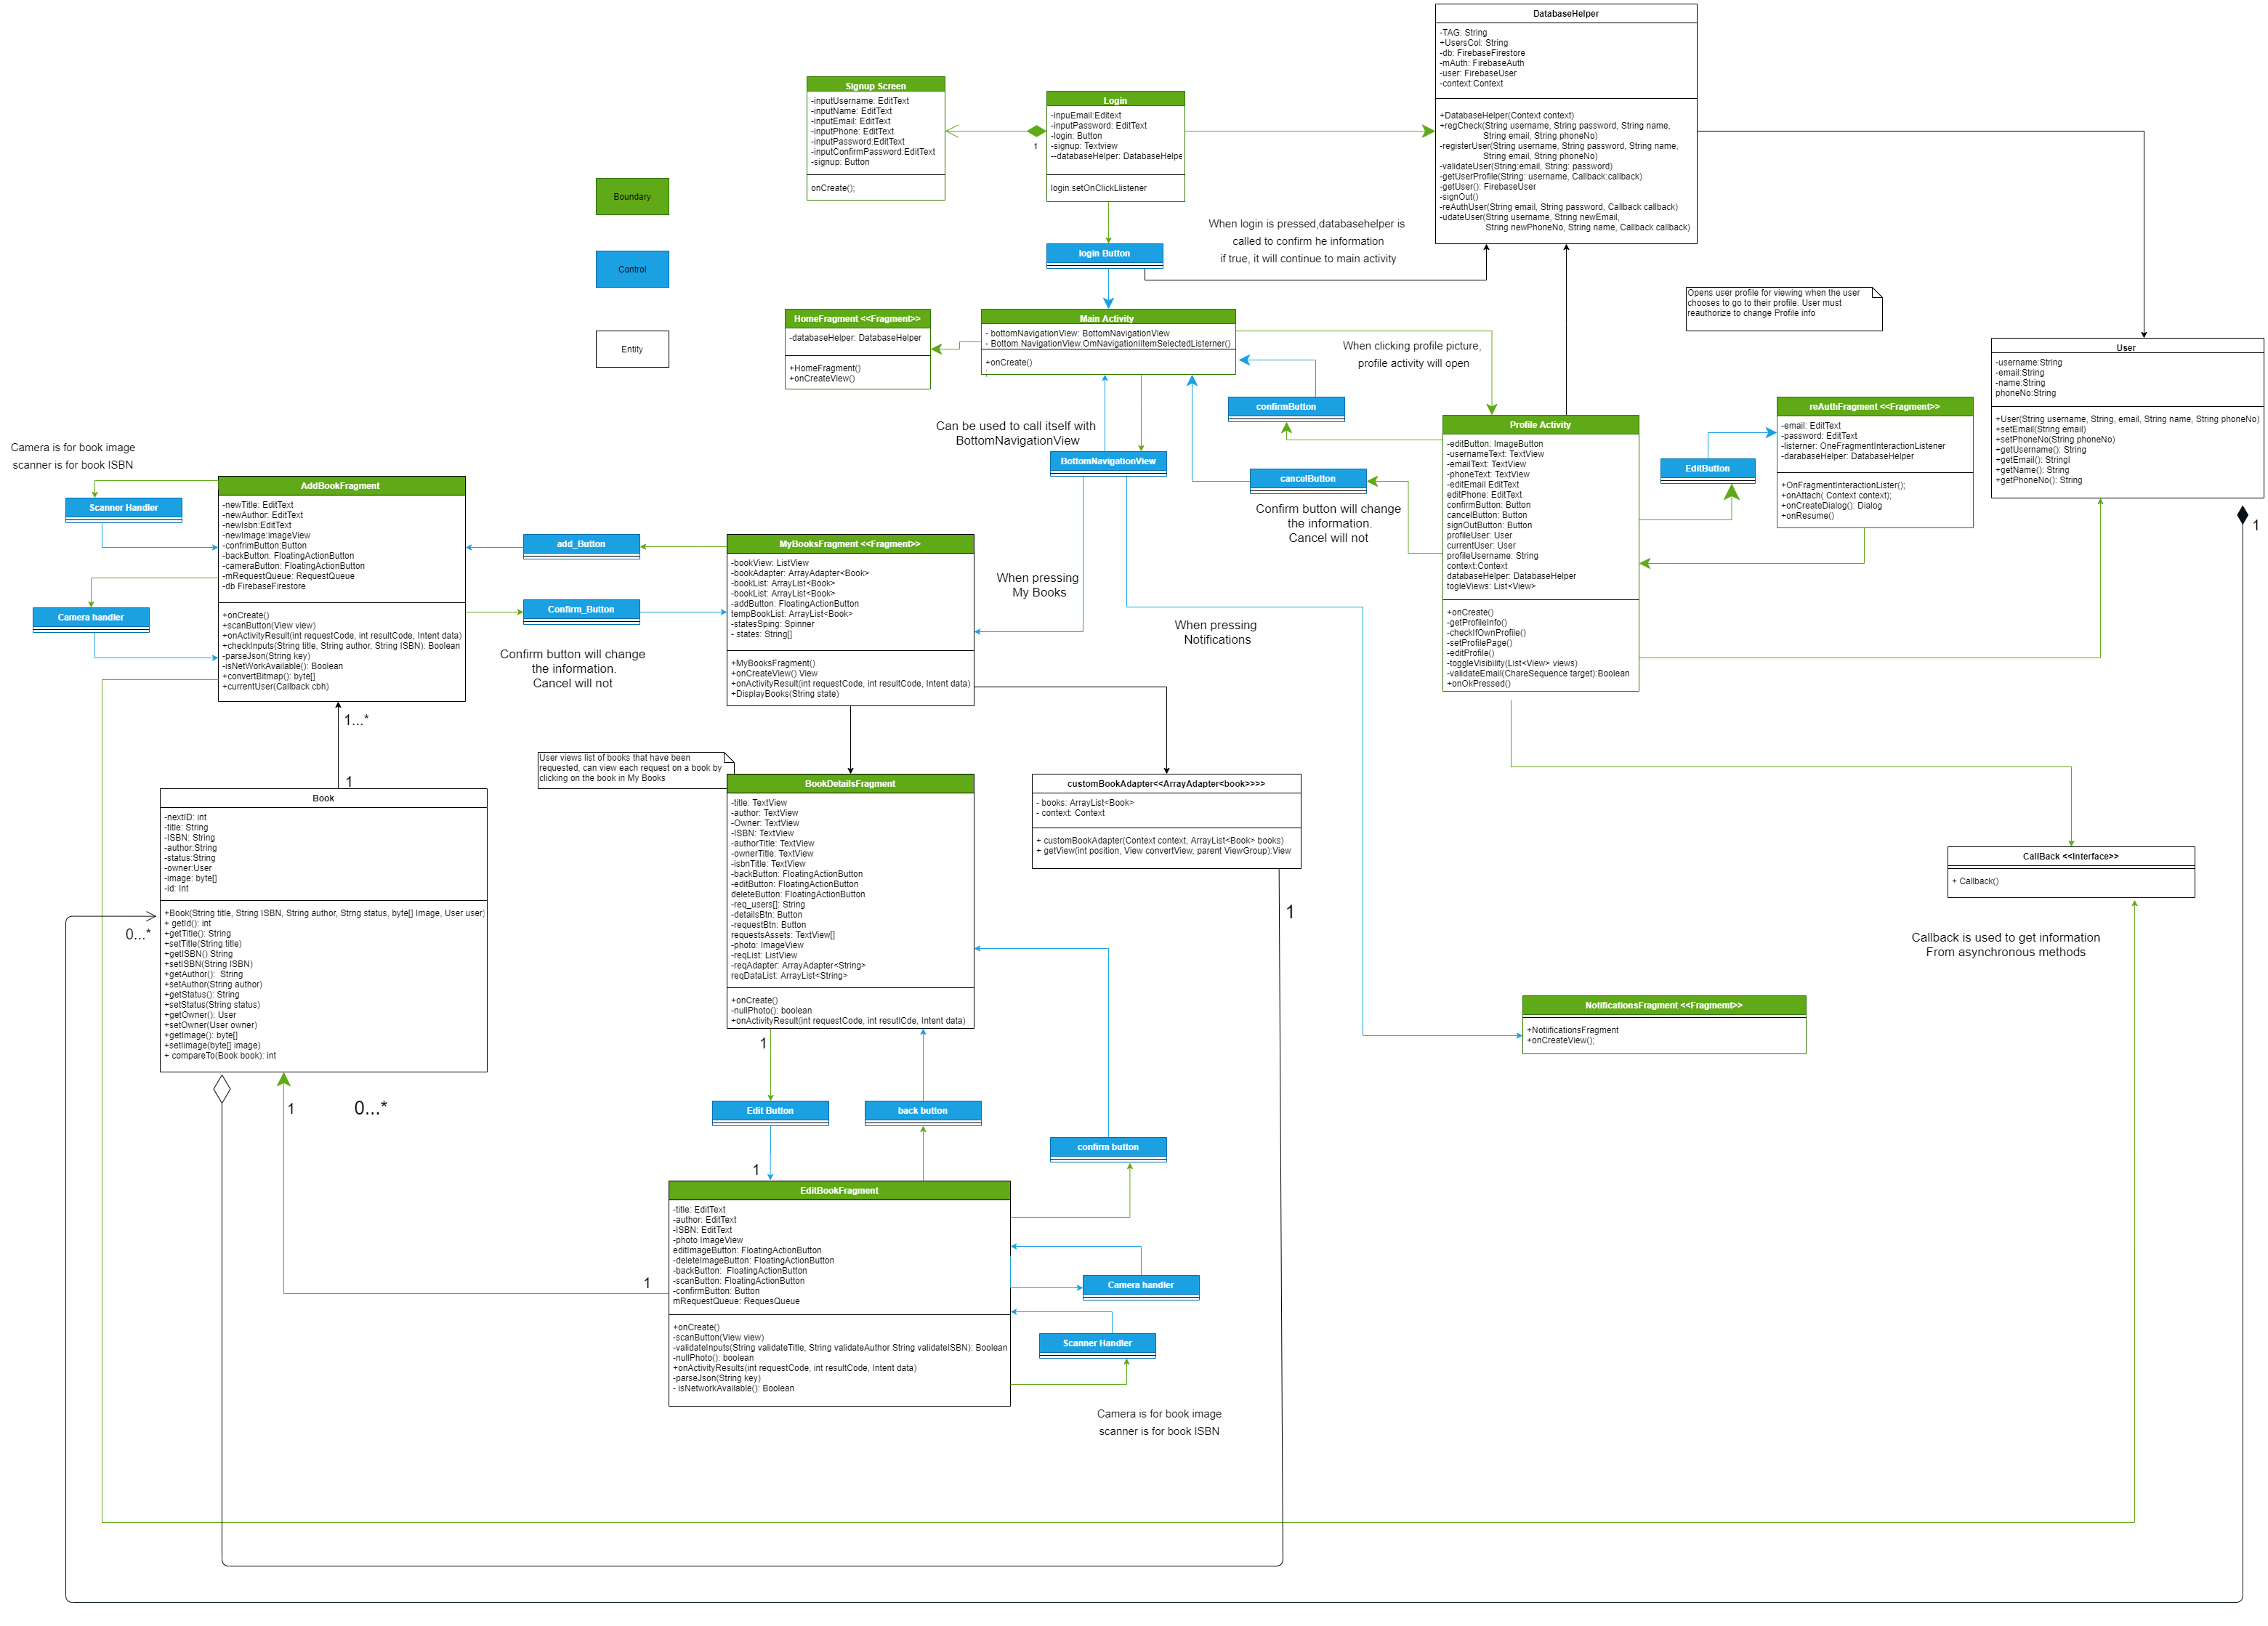 DatabaseHelper
-TAG: String
+UsersCol: String
-db: FirebaseFirestore
-mAuth: FirebaseAuth
-user: FirebaseUser
-context:Context
+DatabaseHelper(Context context)
+regCheck(String username, String password, String name,
String email, String phoneNo)
-registerUser(String username, String password, String name,
String email, String phoneNo)
-validateUser(String:email, String: password)
-getUserProfile(String: username, Callback:callback)
-getUser(): FirebaseUser
-signOut()
-reAuthUser(String email, String password, Callback callback)
-udateUser(String username, String newEmail,
String newPhoneNo, String name, Callback callback)
Signup Screen
-inputUsername: EditText
-inputName: EditText
-inputEmail: EditText
-inputPhone: EditText
-inputPassword:EditText
-inputConfirmPassword:EditText
-signup: Button
onCreate();
Login
-inpuEmail:Editext
-inputPassword: EditText
-login: Button
-signup: Textview
--databaseHelper: DatabaseHelpe
login.setOnClickLlistener
1
Boundary
Control
Entity
login Button
When login is pressed,databasehelper is
called to confirm he information
if true, it will continue to main activity
HomeFragment <<Fragment>>
-databaseHelper: DatabaseHelper
+HomeFragment()
+onCreateView()
Main Activity
- bottomNavigationView: BottomNavigationView
- Bottom.NavigationView.OmNavigationIitemSelectedListerner()
+onCreate()
When clicking profile picture,
profile activity will open
Opens user profile for viewing when the user
chooses to go to their profile. User must
reauthorize to change Profile info
User
-username:String
-email:String
-name:String
phoneNo:String
+User(String username, String, email, String name, String phoneNo)
+setEmail(String email)
+setPhoneNo(String phoneNo)
+getUsername(): String
+getEmail(): Stringl
+getName(): String
+getPhoneNo(): String
1
confirmButton
cancelButton
Confirm button will change
the information.
Cancel will not
Can be used to call itself with
BottomNavigationView
BottomNavigationView
Profile Activity
-editButton: ImageButton
-usernameText: TextView
-emailText: TextView
-phoneText: TextView
-editEmail EditText
editPhone: EditText
confirmButton: Button
cancelButton: Button
signOutButton: Button
profileUser: User
currentUser: User
profileUsername: String
context:Context
databaseHelper: DatabaseHelper
togleViews: List<View>
+onCreate()
-getProfileInfo()
-checkIfOwnProfile()
-setProfilePage()
-editProfile()
-toggleVisibility(List<View> views)
-validateEmail(ChareSequence target):Boolean
+onOkPressed()
EditButton
reAuthFragment <<Fragment>>
-email: EditText
-password: EditText
-listener: OneFragmentInteractionListener
-darabaseHelper: DatabaseHelper
+OnFragmentInteractionLister();
+onAttach( Context context);
+onCreateDialog(): Dialog
+onResume()
Camera is for book image
scanner is for book ISBN
Scanner Handler
Camera handler
AddBookFragment
-newTitle: EditText
-newAuthor: EditText
-newIsbn:EditText
-newImage:imageView
-confrimButton:Button
-backButton: FloatingActionButton
-cameraButton: FloatingActionButton
-mRequestQueue: RequestQueue
-db FirebaseFirestore
+onCreate()
+scanButton(View view)
+onActivityResult(int requestCode, int resultCode, Intent data)
+checkInputs(String title, String author, String ISBN): Boolean
-parseJson(String key)
-isNetWorkAvailable(): Boolean
+convertBitmap(): byte[]
+currentUser(Callback cbh)
add_Button
Confirm_Button
Confirm button will change
the information.
Cancel will not
MyBooksFragment <<Fragment>>
-bookView: ListView
-bookAdapter: ArrayAdapter<Book>
-bookList: ArrayList<Book>
-bookList: ArrayList<Book>
-addButton: FloatingActionButton
tempBookList: ArrayList<Book>
-statesSping: Spinner
- states: String[]
+MyBooksFragment()
+onCreateView() View
+onActivityResult(int requestCode, int resultCode, Intent data)
+DisplayBooks(String state)
When pressing
My Books
When pressing
Notifications
1...*
1
Book
-nextID: int
-title: String
-ISBN: String
-author:String
-status:String
-owner:User
-image: byte[]
-id: Int
+Book(String title, String ISBN, String author, Strng status, byte[] Image, User user)
+ getId(): int
+getTitle(): String
+setTitle(String title)
+getISBN() String
+setISBN(String ISBN)
+getAuthor():  String
+setAuthor(String author)
+getStatus(): String
+setStatus(String status)
+getOwner(): User
+setOwner(User owner)
+getImage(): byte[]
+setIimage(byte[] image)
+ compareTo(Book book): int
0...*
1
0...*
User views list of books that have been
requested, can view each request on a book by
clicking on the book in My Books
BookDetailsFragment
-title: TextView
-author: TextView
-Owner: TextView
-ISBN: TextView
-authorTitle: TextView
-ownerTitle: TextView
-isbnTitle: TextView
-backButton: FloatingActionButton
-editButton: FloatingActionButton
deleteButton: FloatingActionButton
-req_users[]: String
-detailsBtn: Button
-requestBtn: Button
requestsAssets: TextView[]
-photo: ImageView
-reqList: ListView
-reqAdapter: ArrayAdapter<String>
reqDataList: ArrayList<String>
+onCreate()
-nullPhoto(): boolean
+onActivityResult(int requestCode, int resutlCde, Intent data)
customBookAdapter<<ArrayAdapter<book>>>>
- books: ArrayList<Book>
- context: Context
+ customBookAdapter(Context context, ArrayList<Book> books)
+ getView(int position, View convertView, parent ViewGroup):View
1
CallBack <<Interface>>
+ Callback()
Callback is used to get information
From asynchronous methods
NotificationsFragment <<Fragmemt>>
+NotiificationsFragment
+onCreateView();
1
Edit Button
back button
confirm button
1
1
EditBookFragment
-title: EditText
-author: EditText
-ISBN: EditText
-photo ImageView
editImageButton: FloatingActionButton
-deleteImageButton: FloatingActionButton
-backButton:  FloatingActionButton
-scanButton: FloatingActionButton
-confirmButton: Button
mRequestQueue: RequesQueue
+onCreate()
-scanButton(View view)
-validateInputs(String validateTitle, String validateAuthor String validateISBN): Boolean
-nullPhoto(): boolean
+onActivityResults(int requestCode, int resultCode, Intent data)
-parseJson(String key)
- isNetworkAvailable(): Boolean
Camera handler
Scanner Handler
Camera is for book image
scanner is for book ISBN